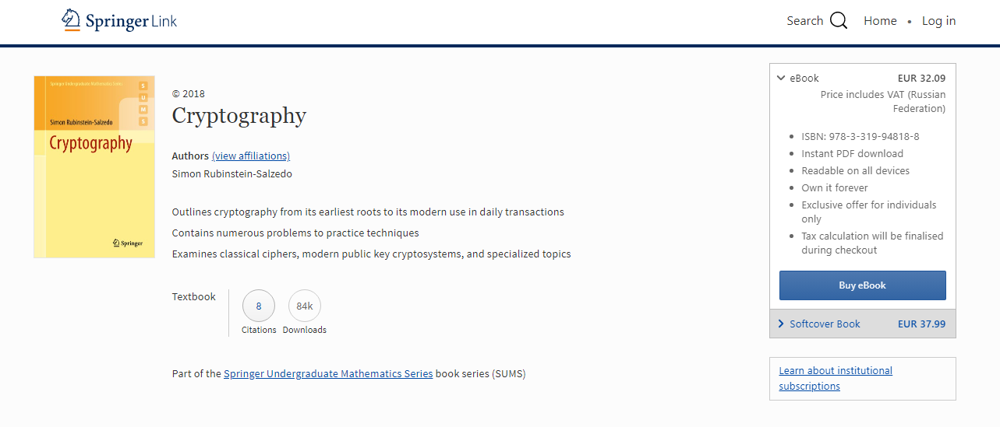 Springer Link
Search
Home • Log in
Springer Undergraduate Mathematics Series
S
U
M
S
Simon Rubinstein-Salzedo
Cryptography
Springer
© 2018
Cryptography
Authors (view affiliations)
Simon Rubinstein-Salzedo
Outlines cryptography from its earliest roots to its modern use in daily transactions
Contains numerous problems to practice techniques
Examines classical ciphers, modern public key cryptosystems, and specialized topics
Textbook
8
Citations
84k
Downloads
Part of the Springer Undergraduate Mathematics Series book series (SUMS)
eBook EUR 32.09
Price includes VAT (Russian
Federation)
• ISBN: 978-3-319-94818-8
• Instant PDF download
• Readable on all devices
• Own it forever
• Exclusive offer for individuals
only
• Tax calculation will be finalised
during checkout
Buy eBook
Softcover Book EUR 37.99
Learn about institutional
subscriptions